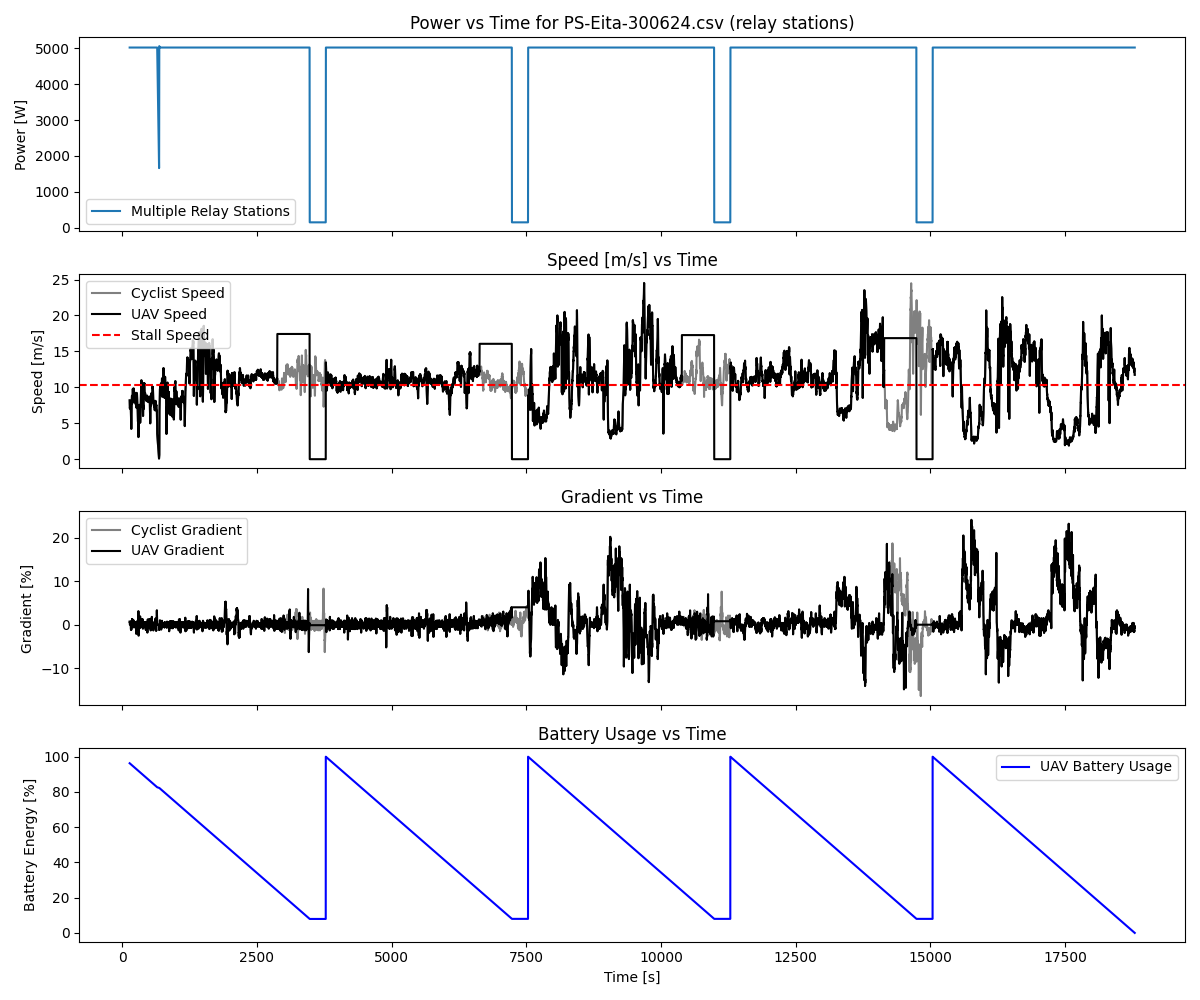 Power vs Time for PS-Eita-300624.csv (relay stations)
5000
4000
3000
2000
1000
0
Power [W]
Multiple Relay Stations
Speed [m/s] vs Time
25
20
15
10
5
0
Speed [m/s]
Cyclist Speed
UAV Speed
Stall Speed
Gradient vs Time
20
10
0
−10
Gradient [%]
Cyclist Gradient
UAV Gradient
Battery Usage vs Time
100
80
60
40
20
0
Battery Energy [%]
UAV Battery Usage
0 2500 5000 7500 10000 12500 15000 17500
Time [s]